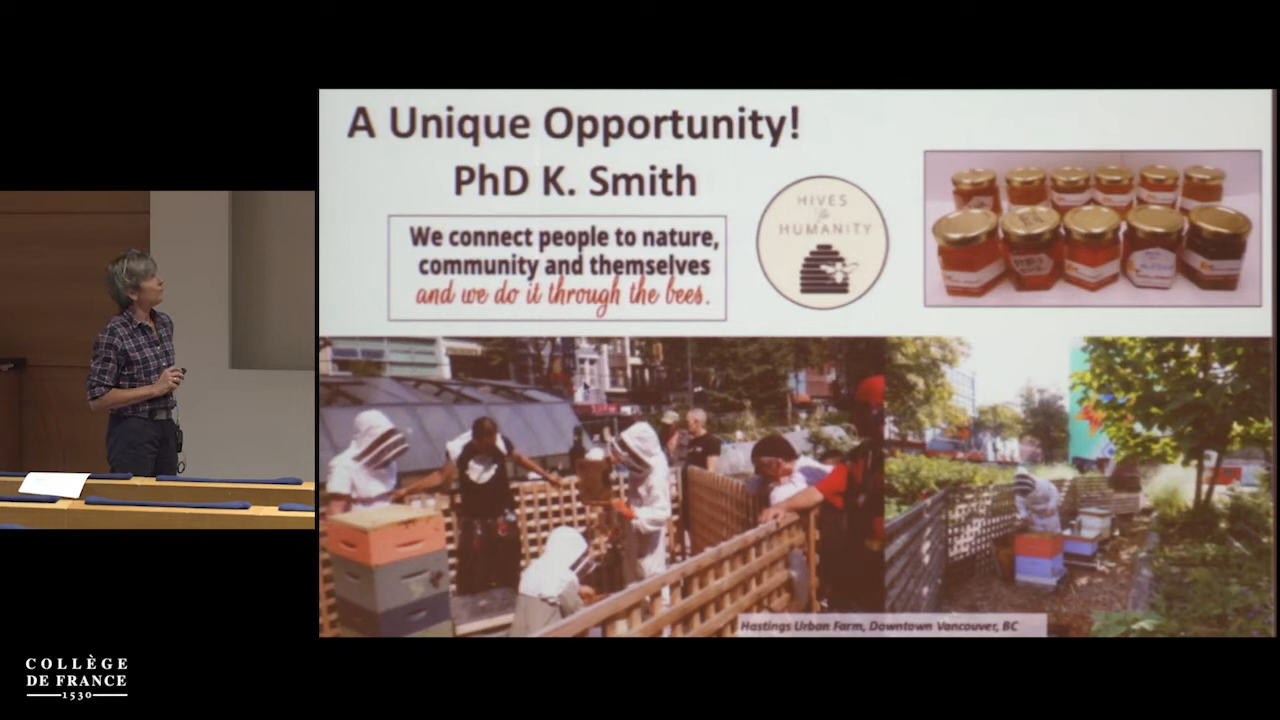 A Unique Opportunity!
PhD K. Smith
We connect people to nature,
community and themselves
and we do it through the bees.
HIVES
for
HUMANITY
Hastings Urban Farm, Downtown Vancouver, BC
COLLÈGE
DE FRANCE
1530